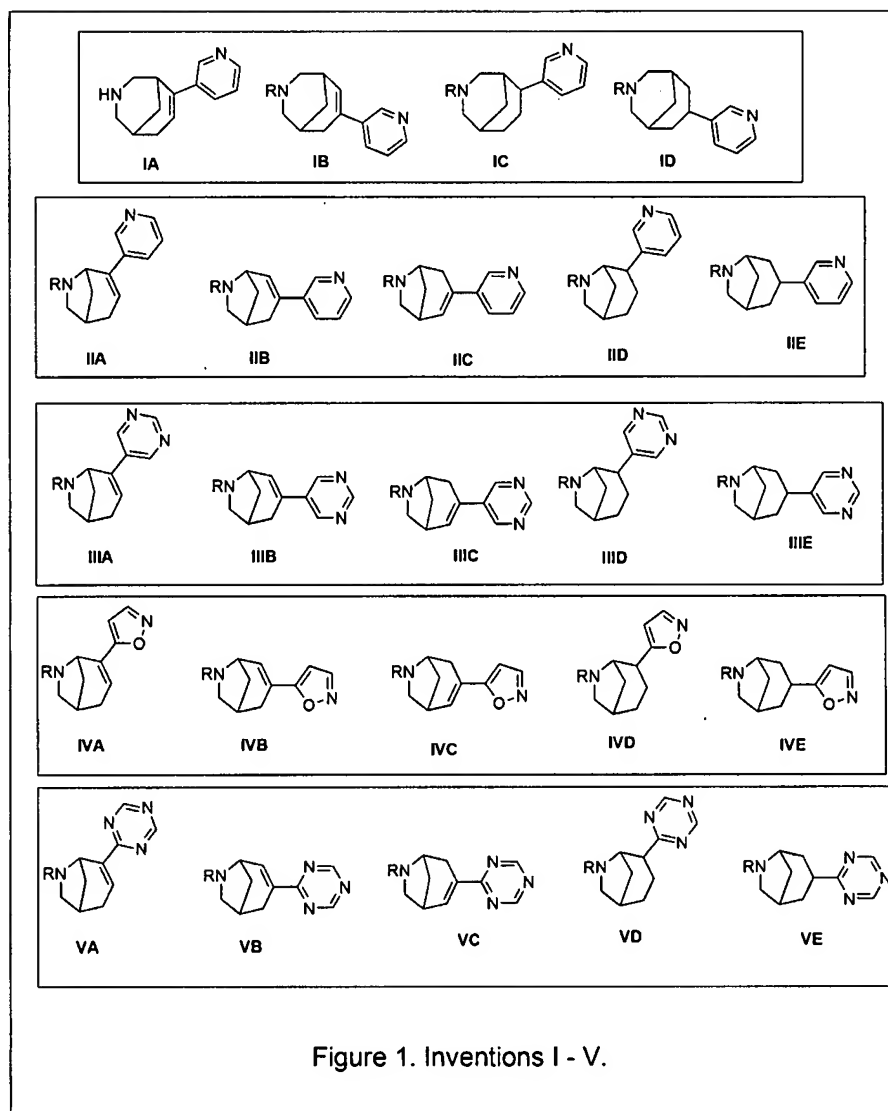 N N
HN RN RN RN
N N
IA IB IC ID
N N
N N N
RN RN RN RN RN
IIA IIB IIC IID IIE
N N
N N
RN RN N RN N RN RN N
N N N
IIIA IIIB IIIC IIID IIIE
N N
O O
RN RN RN RN RN
O-N O-N O-N
IVA IVB IVC IVD IVE
N N N N
N N
RN RN N RN N RN RN N
N N N
N N N
VA VB VC VD VE
Figure 1. Inventions I - V.